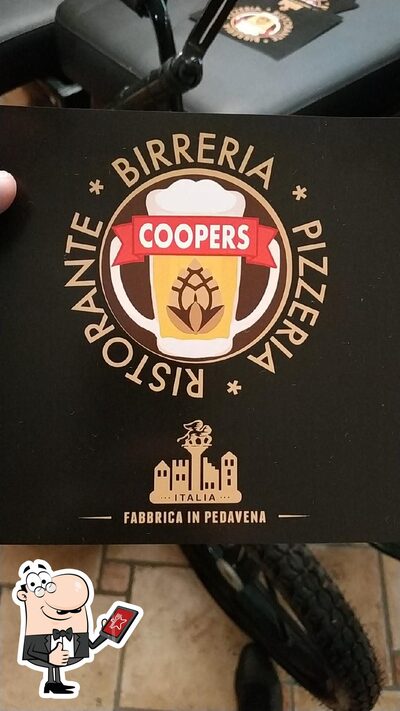 BIRRERIA * PIZZERIA * RISTORANTE *
COOPERS
ITALIA
FABBRICA IN PEDAVENA